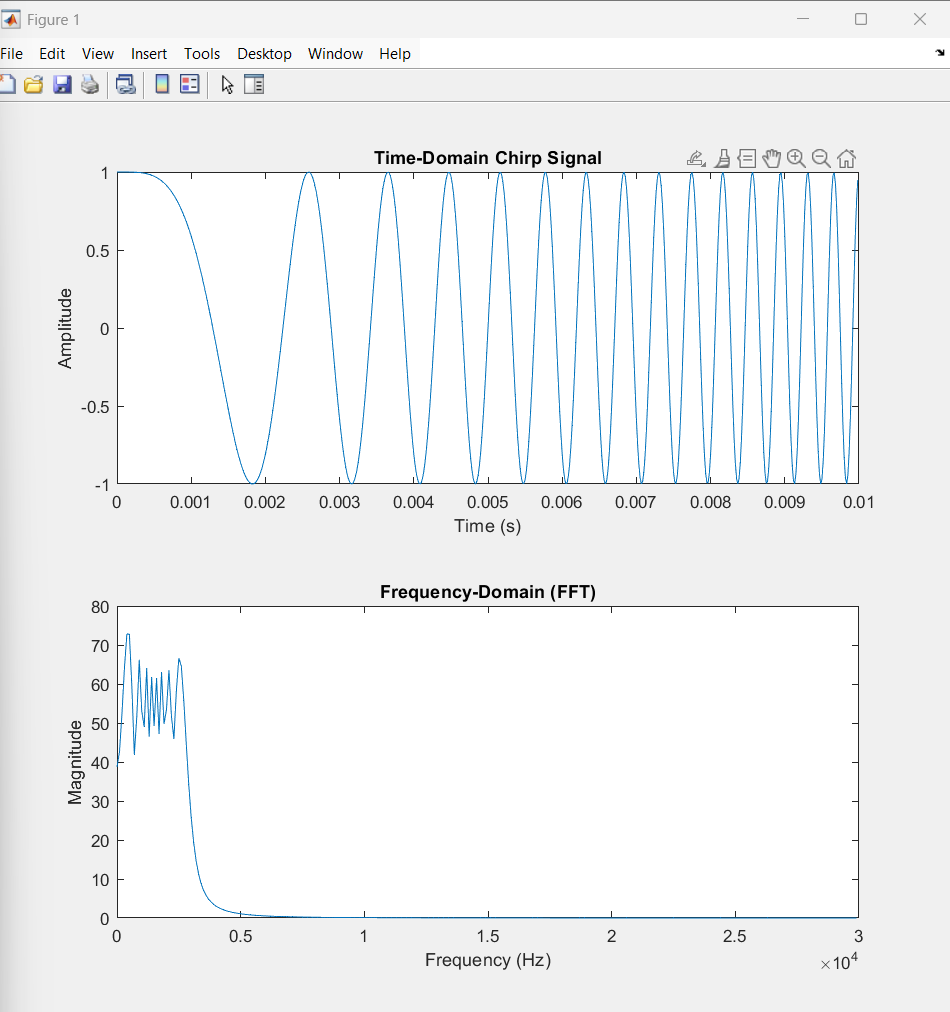 Figure 1
File Edit View Insert Tools Desktop Window Help
Time-Domain Chirp Signal
1
0.5
0
-0.5
-1
Amplitude
0 0.001 0.002 0.003 0.004 0.005 0.006 0.007 0.008 0.009 0.01
Time (s)
Frequency-Domain (FFT)
80
70
60
50
40
30
20
10
0
Magnitude
0 0.5 1 1.5 2 2.5 3
Frequency (Hz)
×10⁴